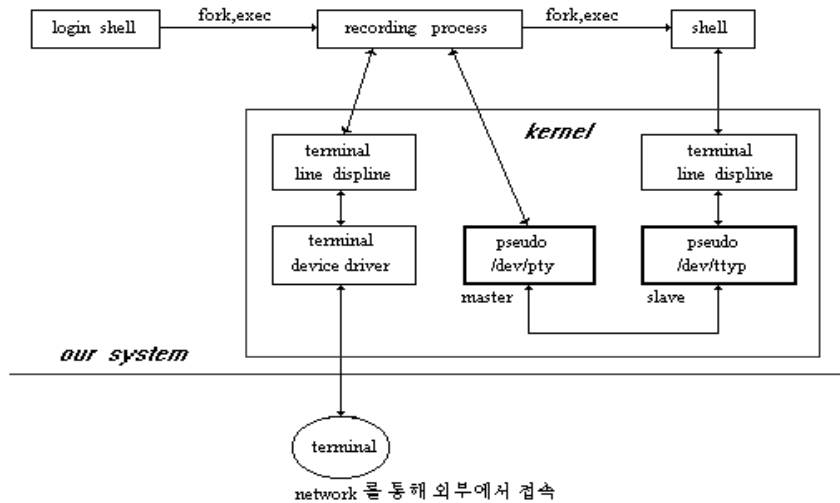 fork,exec
fork,exec
login shell
recording process
shell
kernel
terminal
line displine
terminal
line displine
terminal
device driver
pseudo
/dev/pty
pseudo
/dev/ttyp
master
slave
our system
terminal
network 를 통해 외부에서 접속